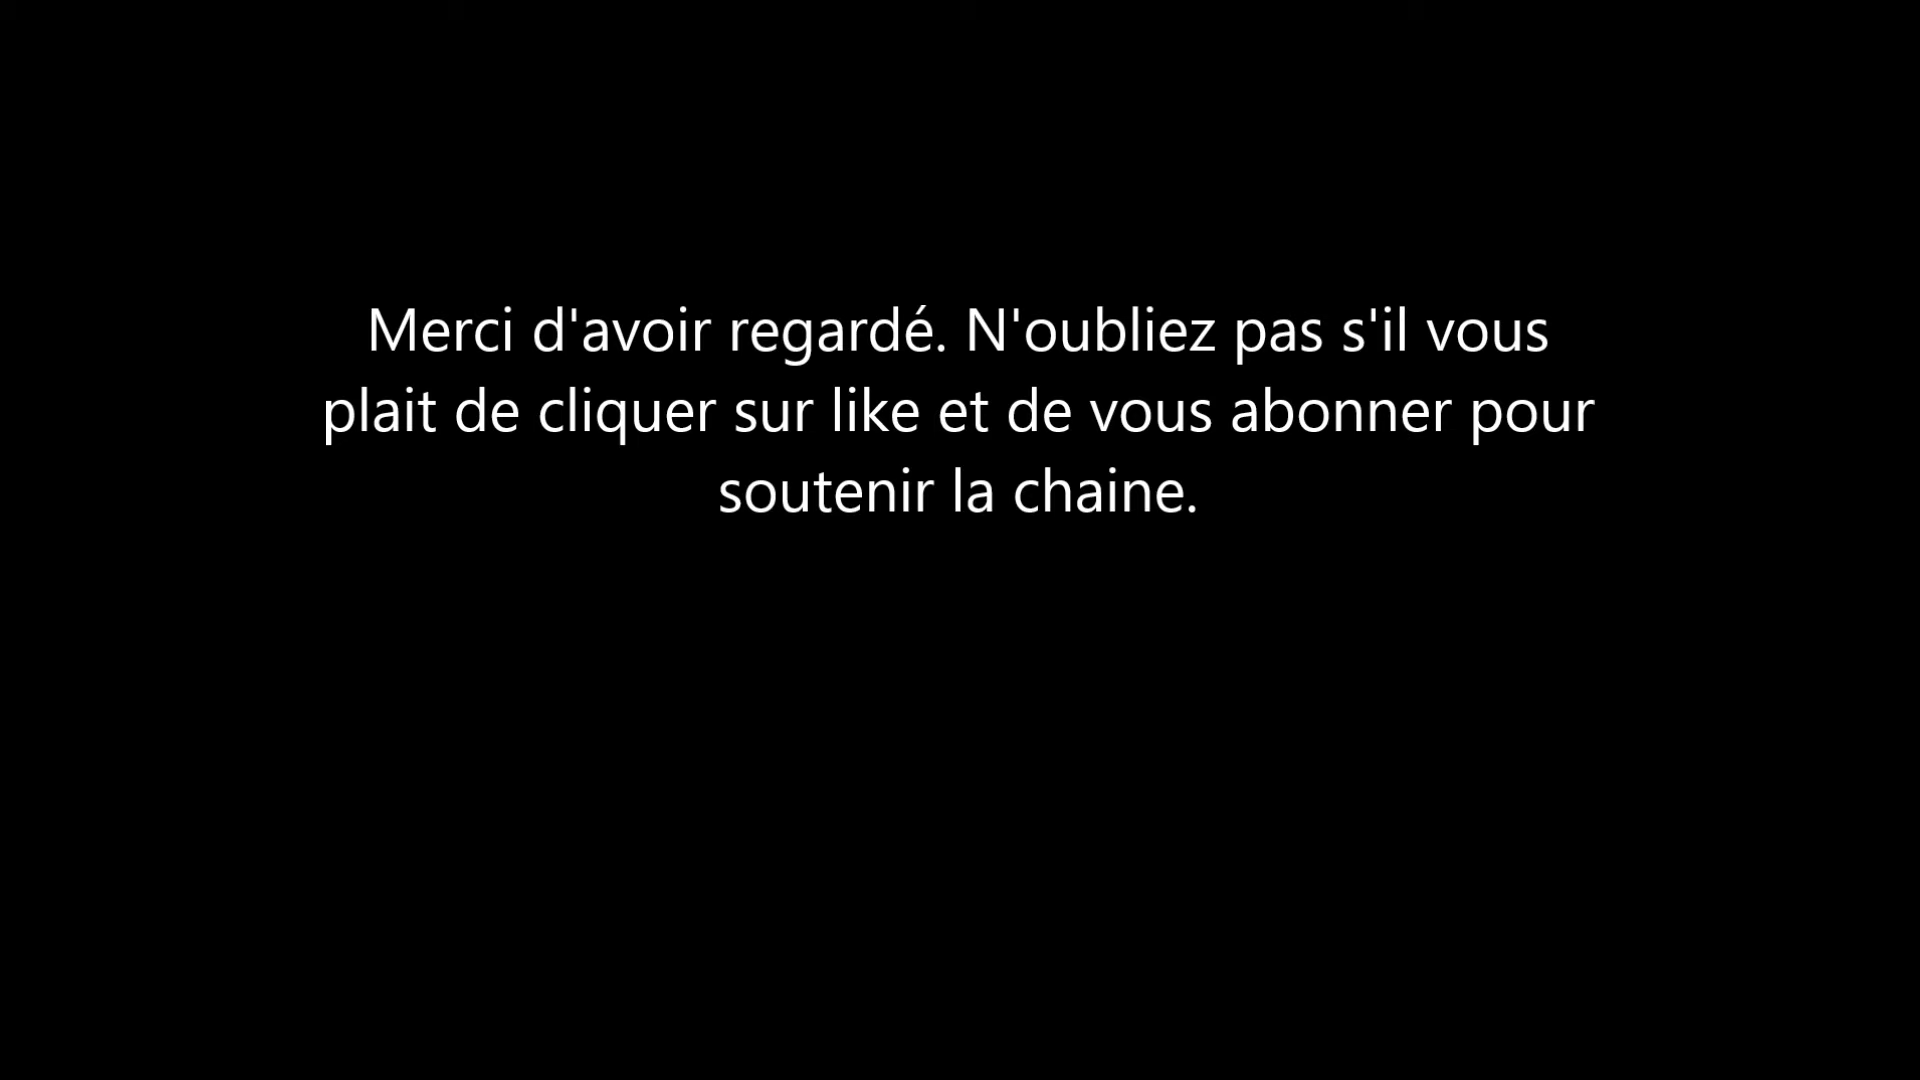 Merci d'avoir regardé. N'oubliez pas s'il vous
plait de cliquer sur like et de vous abonner pour
soutenir la chaine.